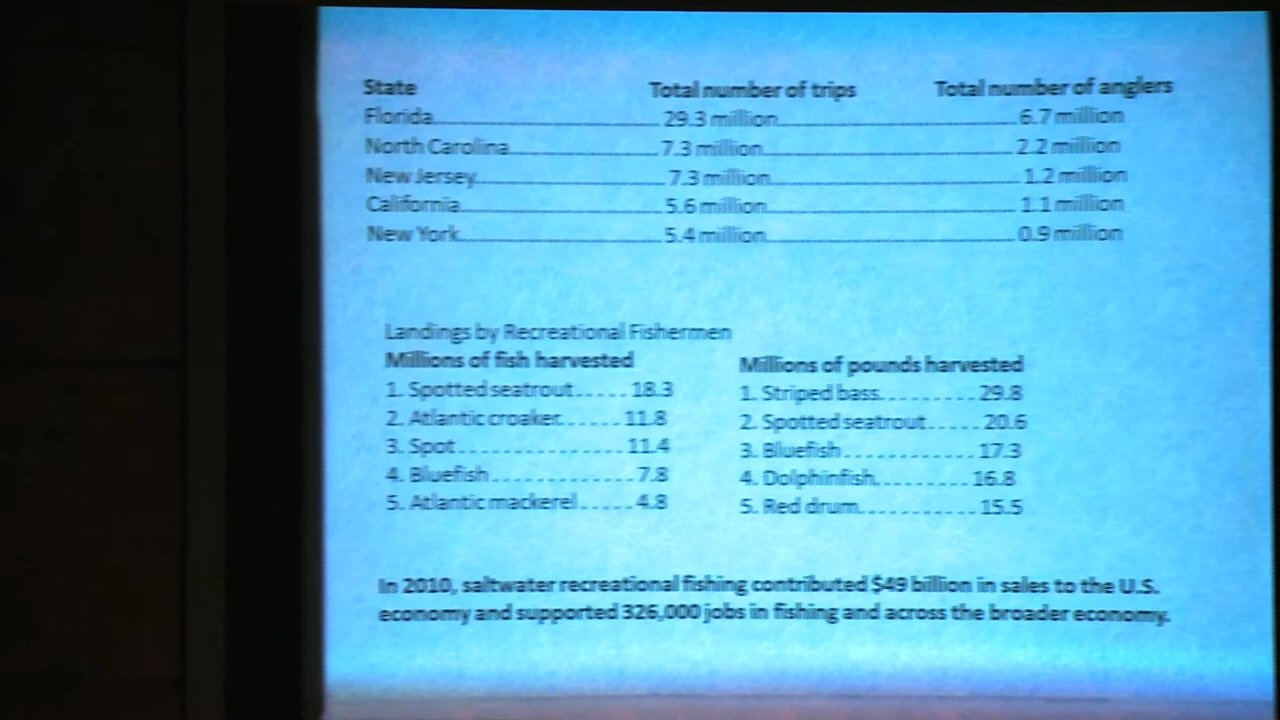 State Total number of trips Total number of anglers
Florida 29.3 million 6.7 million
North Carolina 7.3 million 2.2 million
New Jersey 7.3 million 1.2 million
California 5.6 million 1.1 million
New York 5.4 million 0.9 million
Landings by Recreational Fishermen
Millions of fish harvested
1. Spotted seatrout.....18.3
2. Atlantic croaker......11.8
3. Spot...............11.4
4. Bluefish.............7.8
5. Atlantic mackerel.....4.8
Millions of pounds harvested
1. Striped bass..........29.8
2. Spotted seatrout.....20.6
3. Bluefish............17.3
4. Dolphinfish.........16.8
5. Red drum...........15.5
In 2010, saltwater recreational fishing contributed $49 billion in sales to the U.S.
economy and supported 326,000 jobs in fishing and across the broader economy.